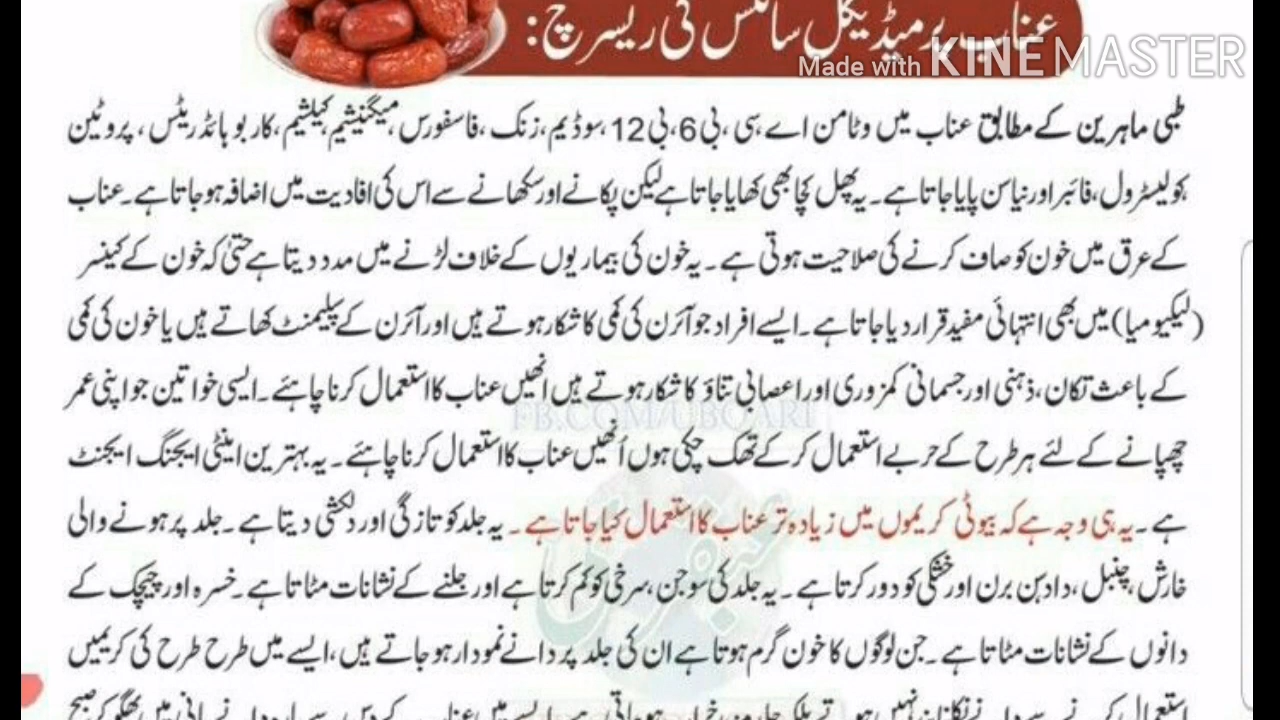 عناب پر میڈیکل سائنس کی ریسرچ:
Made with KINEMASTER
طبی ماہرین کے مطابق عناب میں وٹامن اے، سی، بی 6، بی 12، سوڈیم، زنک، فاسفورس، میگنیشیم، کیلشیم، کاربوہائڈریٹس، پروٹین
کولیسٹرول، فائبر اور نیاسن پایا جاتا ہے۔ یہ پھل کچا بھی کھایا جاتا ہے لیکن پکانے اور سکھانے سے اس کی افادیت میں اضافہ ہو جاتا ہے۔ عناب
کے عرق میں خون کو صاف کرنے کی صلاحیت ہوتی ہے۔ یہ خون کی بیماریوں کے خلاف لڑنے میں مدد دیتا ہے حتیٰ کہ خون کے کینسر
(لیکیومیا) میں بھی انتہائی مفید قرار دیا جاتا ہے۔ ایسے افراد جو آئرن کی کمی کا شکار ہوتے ہیں اور آئرن کے سپلیمنٹ کھاتے ہیں یا خون کی کمی
کے باعث تکان، ذہنی اور جسمانی کمزوری اور اعصابی تناؤ کا شکار ہوتے ہیں انھیں عناب کا استعمال کرنا چاہئے۔ ایسی خواتین جو اپنی عمر
FB.COM/UBQARI
چھپانے کے لئے ہر طرح کے حربے استعمال کر کے تھک چکی ہوں اُنھیں عناب کا استعمال کرنا چاہئے۔ یہ بہترین اینٹی ایجنگ ایجنٹ
ہے۔ یہ ہی وجہ ہے کہ بیوٹی کریموں میں زیادہ تر عناب کا استعمال کیا جاتا ہے۔ یہ جلد کو تازگی اور دلکشی دیتا ہے۔ جلد پر ہونے والی
خارش، چنبل، داد، سن برن اور خشکی کو دور کرتا ہے۔ یہ جلد کی سوجن، سرخی کو کم کرتا ہے اور جلنے کے نشانات مٹاتا ہے۔ خسرہ اور چیچک کے
دانوں کے نشانات مٹاتا ہے۔ جن لوگوں کا خون گرم ہوتا ہے ان کی جلد پر دانے نمودار ہو جاتے ہیں، ایسے میں طرح طرح کی کریمیں